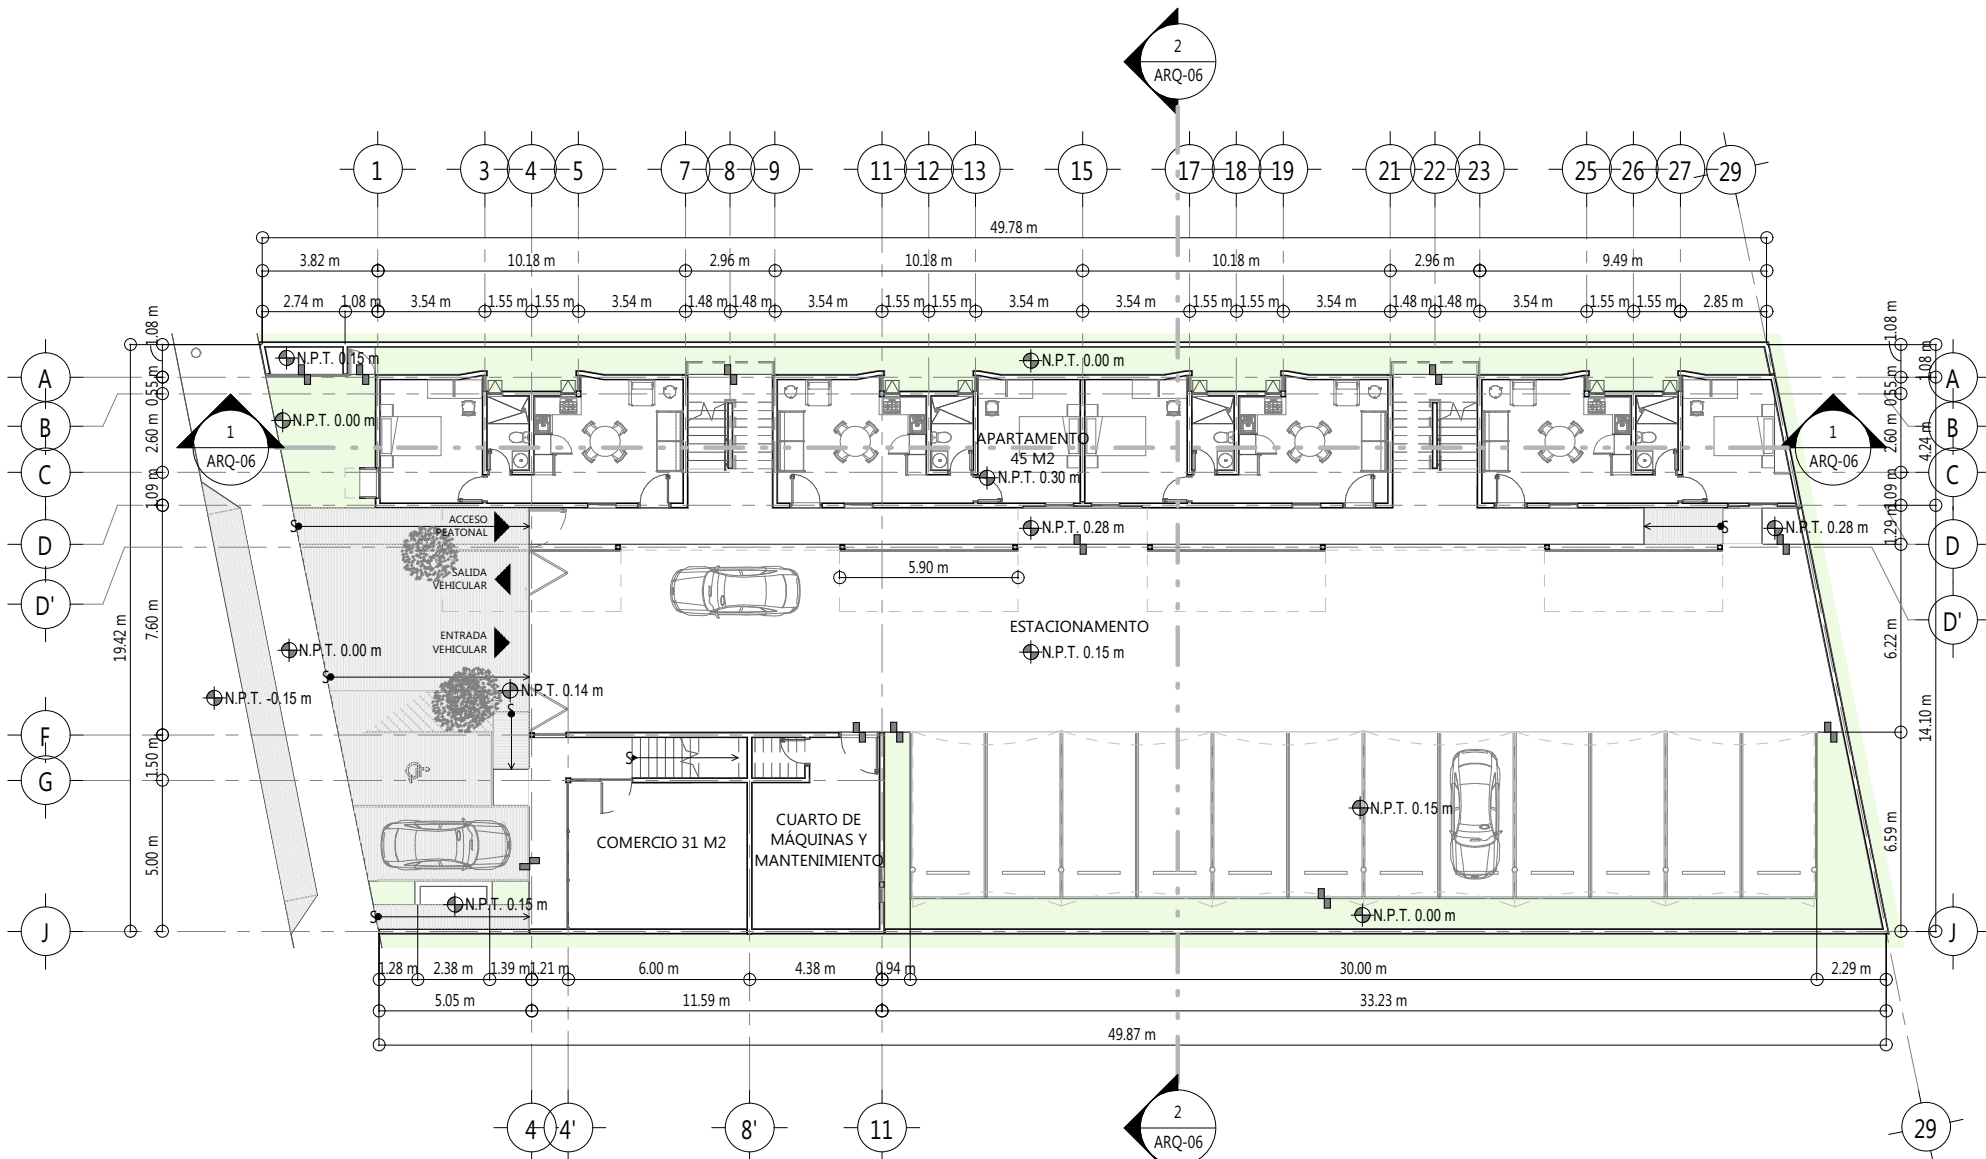 2
ARQ-06
1
3
4
5
7
8
9
11
12
13
15
17
18
19
21
22
23
25
26
27
29
49.78 m
3.82 m
10.18 m
2.96 m
10.18 m
10.18 m
2.96 m
9.49 m
2.74 m
1.08 m
3.54 m
1.55 m
1.55 m
3.54 m
1.48 m
1.48 m
3.54 m
1.55 m
1.55 m
3.54 m
3.54 m
1.55 m
1.55 m
3.54 m
1.48 m
1.48 m
3.54 m
1.55 m
1.55 m
2.85 m
A
B
C
D
D'
F
G
J
19.42 m
1.08 m
0.55 m
2.60 m
1.09 m
7.60 m
1.50 m
5.00 m
1
ARQ-06
N.P.T. 0.15 m
N.P.T. 0.00 m
N.P.T. 0.00 m
APARTAMENTO
45 M2
N.P.T. 0.30 m
N.P.T. 0.28 m
N.P.T. 0.28 m
S
ACCESO
PEATONAL
SALIDA
VEHICULAR
ENTRADA
VEHICULAR
S
5.90 m
ESTACIONAMENTO
N.P.T. 0.15 m
N.P.T. 0.00 m
N.P.T. -0.15 m
S
N.P.T. 0.14 m
S
S
COMERCIO 31 M2
CUARTO DE
MÁQUINAS Y
MANTENIMIENTO
N.P.T. 0.15 m
N.P.T. 0.15 m
S
N.P.T. 0.00 m
1
ARQ-06
1.08 m
0.55 m
2.60 m
1.09 m
1.29 m
6.22 m
6.59 m
1.08 m
4.24 m
14.10 m
A
B
C
D
D'
J
1.28 m
2.38 m
1.39 m
1.21 m
6.00 m
4.38 m
0.94 m
30.00 m
2.29 m
5.05 m
11.59 m
33.23 m
49.87 m
4
4'
8'
11
2
ARQ-06
29